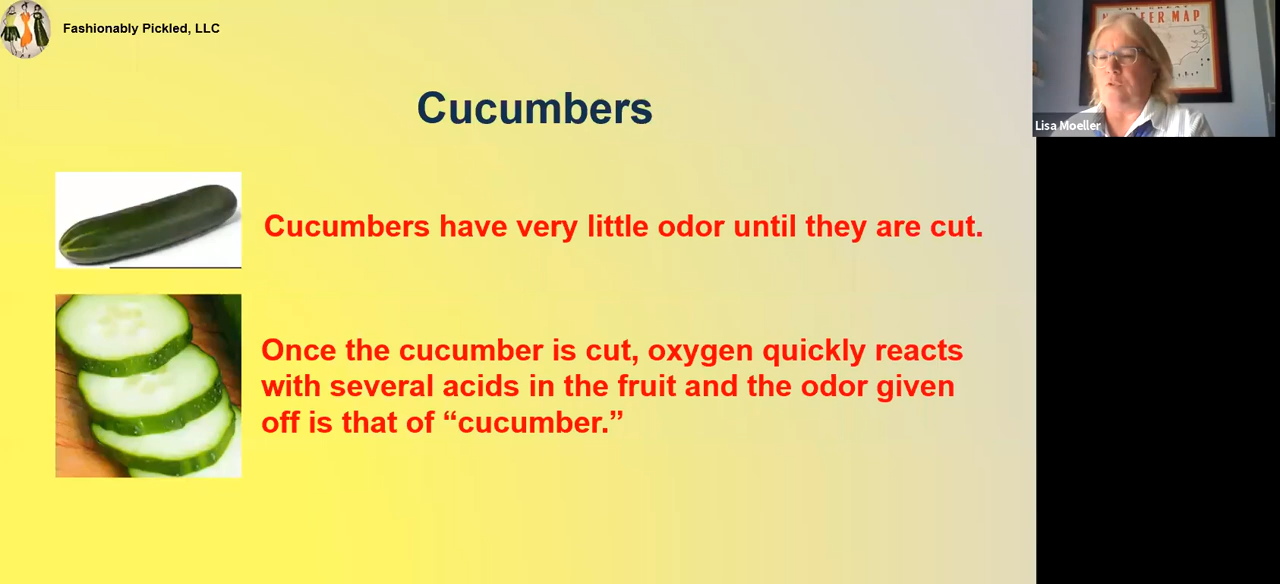 Fashionably Pickled, LLC
Cucumbers
Cucumbers have very little odor until they are cut.
Once the cucumber is cut, oxygen quickly reacts
with several acids in the fruit and the odor given
off is that of “cucumber.”
Lisa Moeller